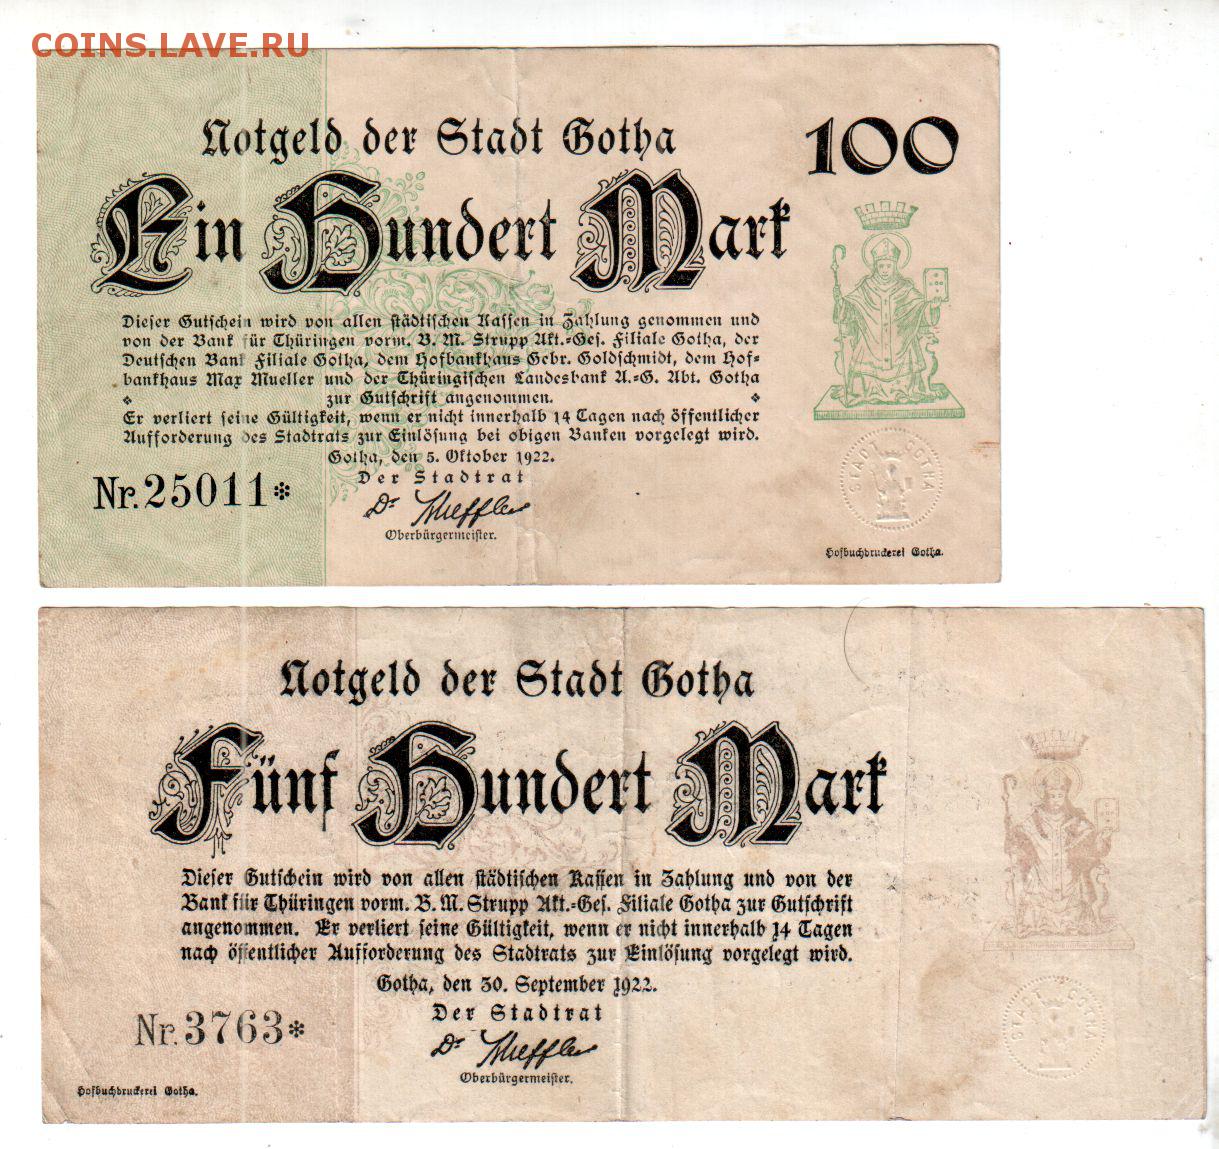 COINS.LAVE.RU
Notgeld der Stadt Gotha
100
Ein Hundert Mark
Dieser Gutschein wird von allen städtischen Kassen in Zahlung genommen und
von der Bank für Thüringen vorm. B. M. Strupp Akt.=Ges. Filiale Gotha, der
Deutschen Bank Filiale Gotha, dem Hofbankhaus Gebr. Goldschmidt, dem Hof=
bankhaus Max Mueller und der Thüringischen Landesbank A.=G. Abt. Gotha
zur Gutschrift angenommen.
Er verliert seine Gültigkeit, wenn er nicht innerhalb 14 Tagen nach öffentlicher
Aufforderung des Stadtrats zur Einlösung bei obigen Banken vorgelegt wird.
Gotha, den 5. Oktober 1922.
Der Stadtrat
Nr. 25011*
Dr
Oberbürgermeister.
STADT GOTHA
Hofbuchdruckerei Gotha.
Notgeld der Stadt Gotha
Fünf Hundert Mark
Dieser Gutschein wird von allen städtischen Kassen in Zahlung und von der
Bank für Thüringen vorm. B. M. Strupp Akt.=Ges. Filiale Gotha zur Gutschrift
angenommen. Er verliert seine Gültigkeit, wenn er nicht innerhalb 14 Tagen
nach öffentlicher Aufforderung des Stadtrats zur Einlösung vorgelegt wird.
Gotha, den 30. September 1922.
Der Stadtrat
Nr. 3763*
Dr
Oberbürgermeister.
STADT GOTHA
Hofbuchdruckerei Gotha.